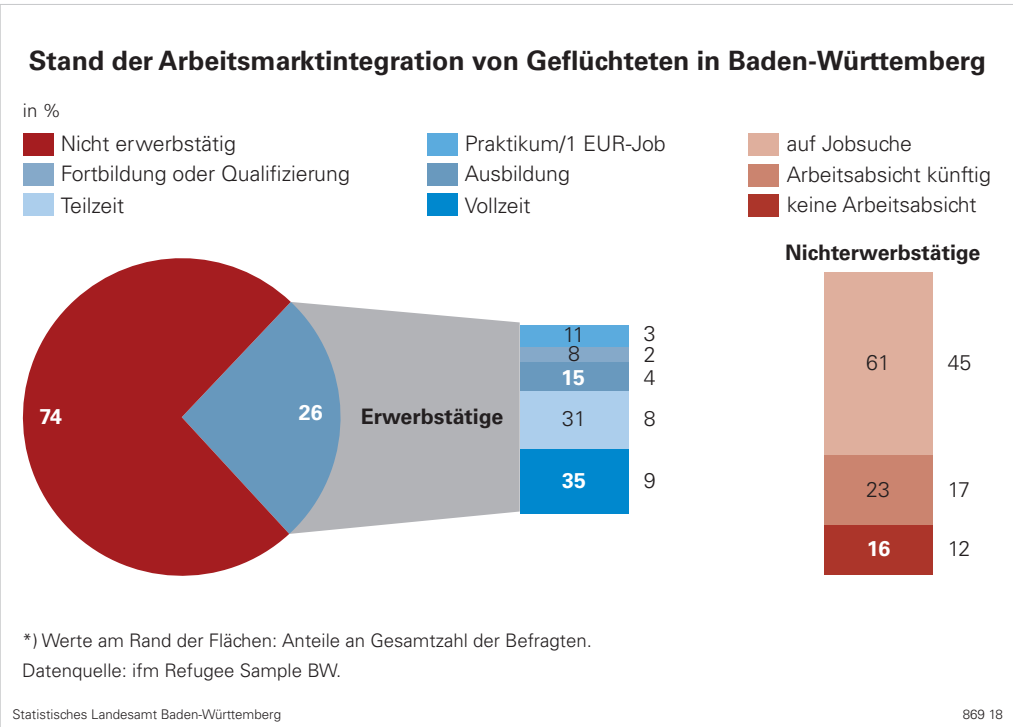 Stand der Arbeitsmarktintegration von Geflüchteten in Baden-Württemberg
in %
Nicht erwerbstätig
Fortbildung oder Qualifizierung
Teilzeit
Praktikum/1 EUR-Job
Ausbildung
Vollzeit
auf Jobsuche
Arbeitsabsicht künftig
keine Arbeitsabsicht
74
26
Erwerbstätige
11 3
8 2
15 4
31 8
35 9
Nichterwerbstätige
61 45
23 17
16 12
*) Werte am Rand der Flächen: Anteile an Gesamtzahl der Befragten.
Datenquelle: ifm Refugee Sample BW.
Statistisches Landesamt Baden-Württemberg
869 18